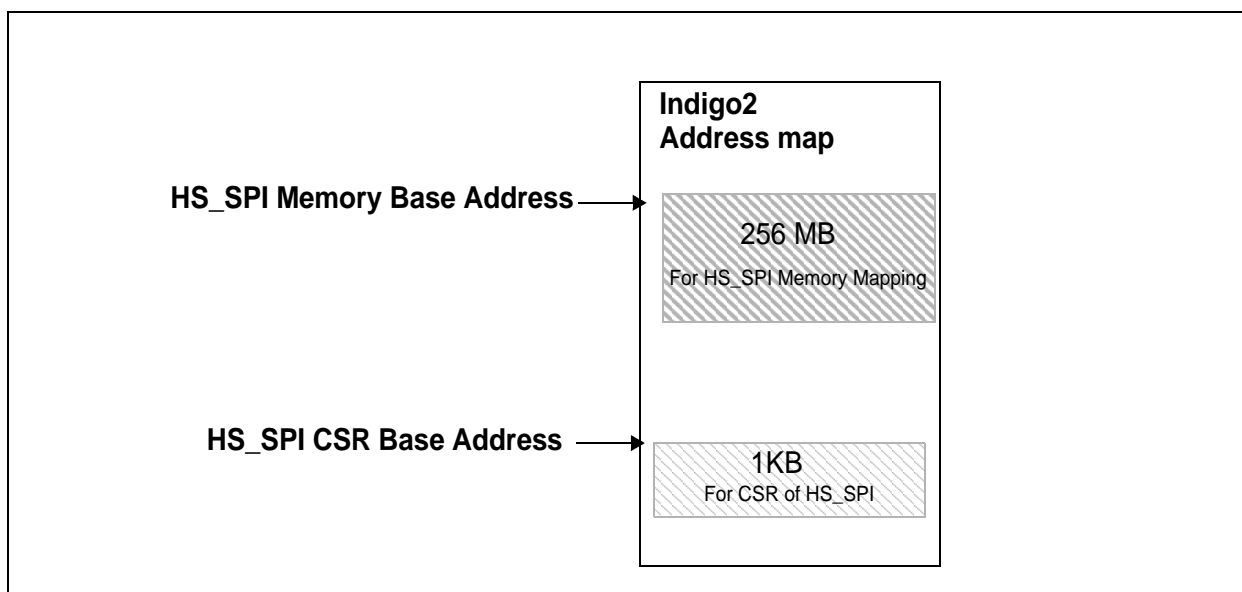 Indigo2
Address map
HS_SPI Memory Base Address
256 MB
For HS_SPI Memory Mapping
HS_SPI CSR Base Address
1KB
For CSR of HS_SPI